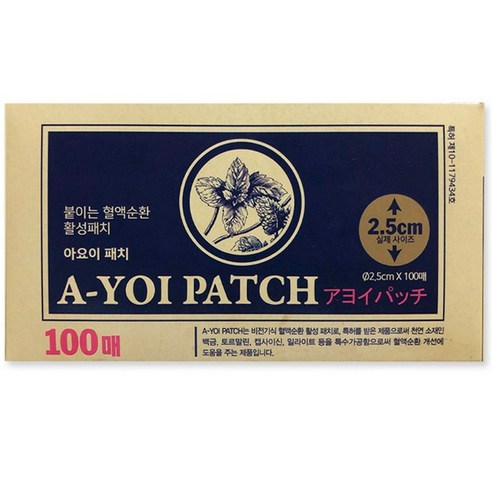 붙이는 혈액순환
활성패치
아요이 패치
A-YOI PATCH アヨイパッチ
2.5cm
실제 사이즈
Ø2,5cm X 100매
특허 제10-1179434호
100매
A-YOI PATCH는 비전기식 혈액순환 활성 패치로, 특허를 받은 제품으로써 천연 소재인
백금, 토르말린, 캡사이신, 일라이트 등을 특수가공함으로써 혈액순환 개선에
도움을 주는 제품입니다.